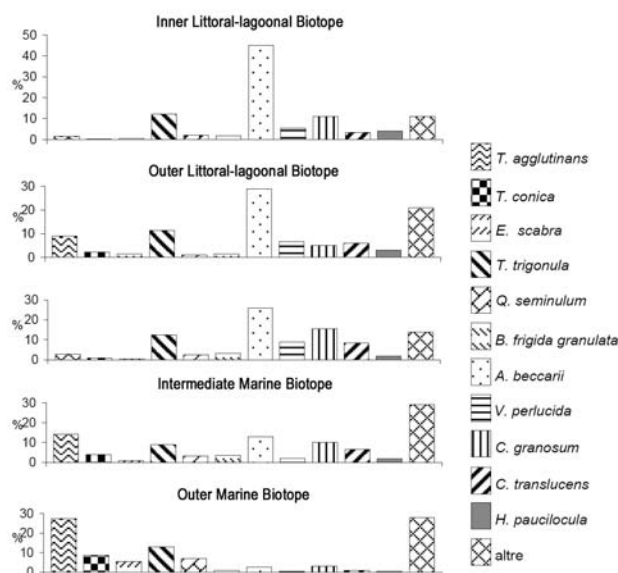 Inner Littoral-lagoonal Biotope
50
40
30
%
20
10
0
Outer Littoral-lagoonal Biotope
30
20
%
10
0
30
20
%
10
0
Intermediate Marine Biotope
30
20
%
10
0
Outer Marine Biotope
30
20
%
10
0
T. agglutinans
T. conica
E. scabra
T. trigonula
Q. seminulum
B. frigida granulata
A. beccarii
V. perlucida
C. granosum
C. translucens
H. paucilocula
altre